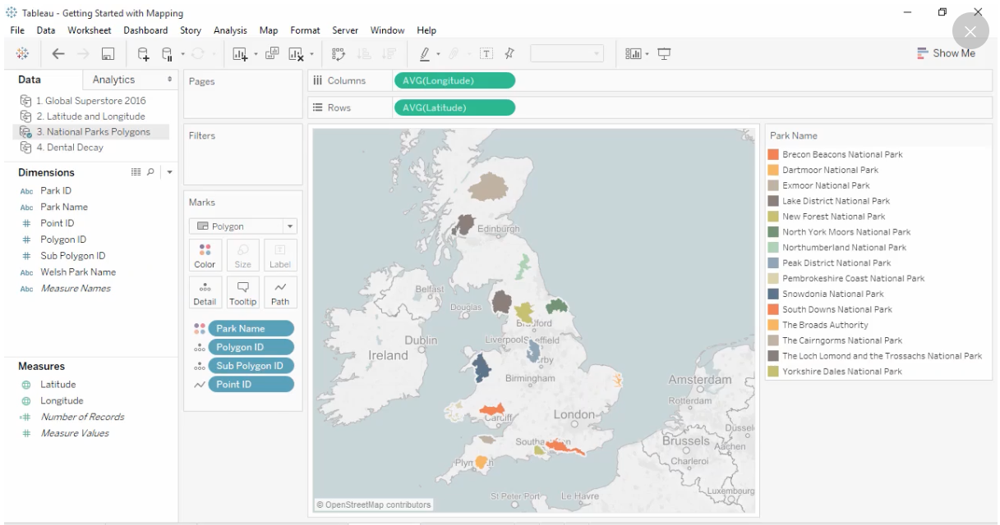 Tableau - Getting Started with Mapping
File Data Worksheet Dashboard Story Analysis Map Format Server Window Help
Show Me
Data Analytics
1. Global Superstore 2016
2. Latitude and Longitude
3. National Parks Polygons
4. Dental Decay
Dimensions
Abc Park ID
Abc Park Name
# Point ID
# Polygon ID
# Sub Polygon ID
Abc Welsh Park Name
Abc Measure Names
Measures
Latitude
Longitude
=# Number of Records
# Measure Values
Pages
Filters
Marks
Polygon
Color Size Label
Detail Tooltip Path
Park Name
Polygon ID
Sub Polygon ID
Point ID
Columns AVG(Longitude)
Rows AVG(Latitude)
Edinburgh
Belfast
Douglas
Dublin
Ireland
Liverpool
Birmingham
Cardiff
London
Amsterdam
Rotterdam
Brussels
Aachen
Charleroi
Luxembourg
St Peter Port
Le Havre
© OpenStreetMap contributors
Park Name
Brecon Beacons National Park
Dartmoor National Park
Exmoor National Park
Lake District National Park
New Forest National Park
North York Moors National Park
Northumberland National Park
Peak District National Park
Pembrokeshire Coast National Park
Snowdonia National Park
South Downs National Park
The Broads Authority
The Cairngorms National Park
The Loch Lomond and the Trossachs National Park
Yorkshire Dales National Park